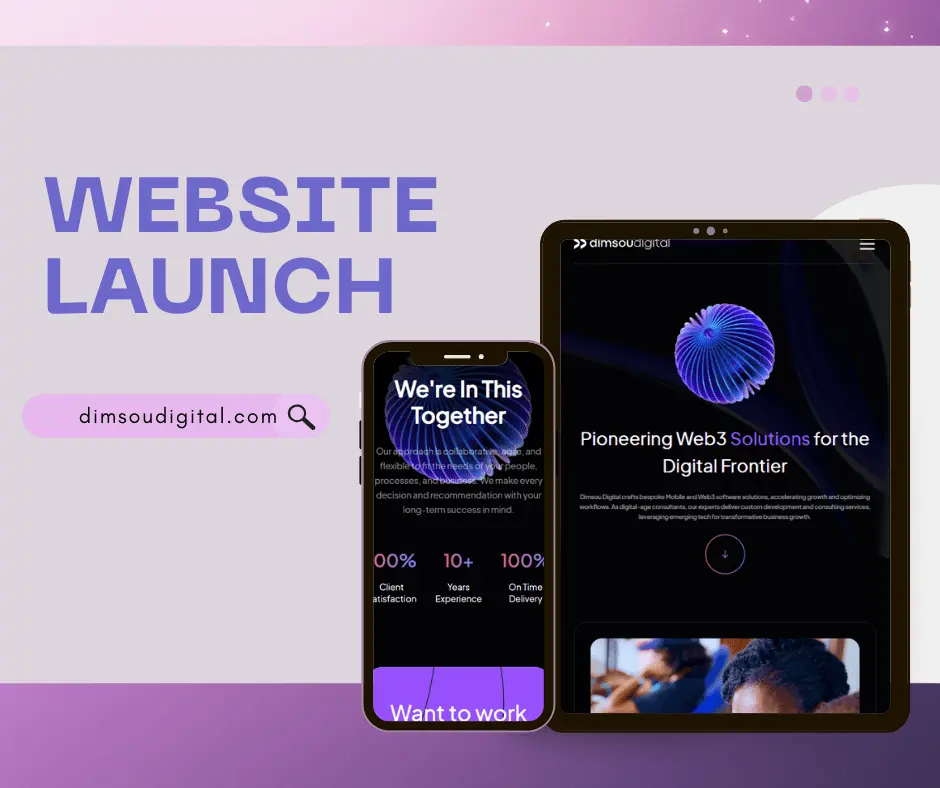 WEBSITE
LAUNCH
dimsoudigital.com
We're In This
Together
Our approach is collaborative, agile, and
flexible to fit the needs of your people,
processes, and business. We make every
decision and recommendation with your
long-term success in mind.
00% 10+ 100%
Client Years On Time
atisfaction Experience Delivery
Want to work
dimsoudigital
Pioneering Web3 Solutions for the
Digital Frontier
Dimsou Digital crafts bespoke Mobile and Web3 software solutions, accelerating growth and optimizing
workflows. As digital-age consultants, our experts deliver custom development and consulting services,
leveraging emerging tech for transformative business growth.